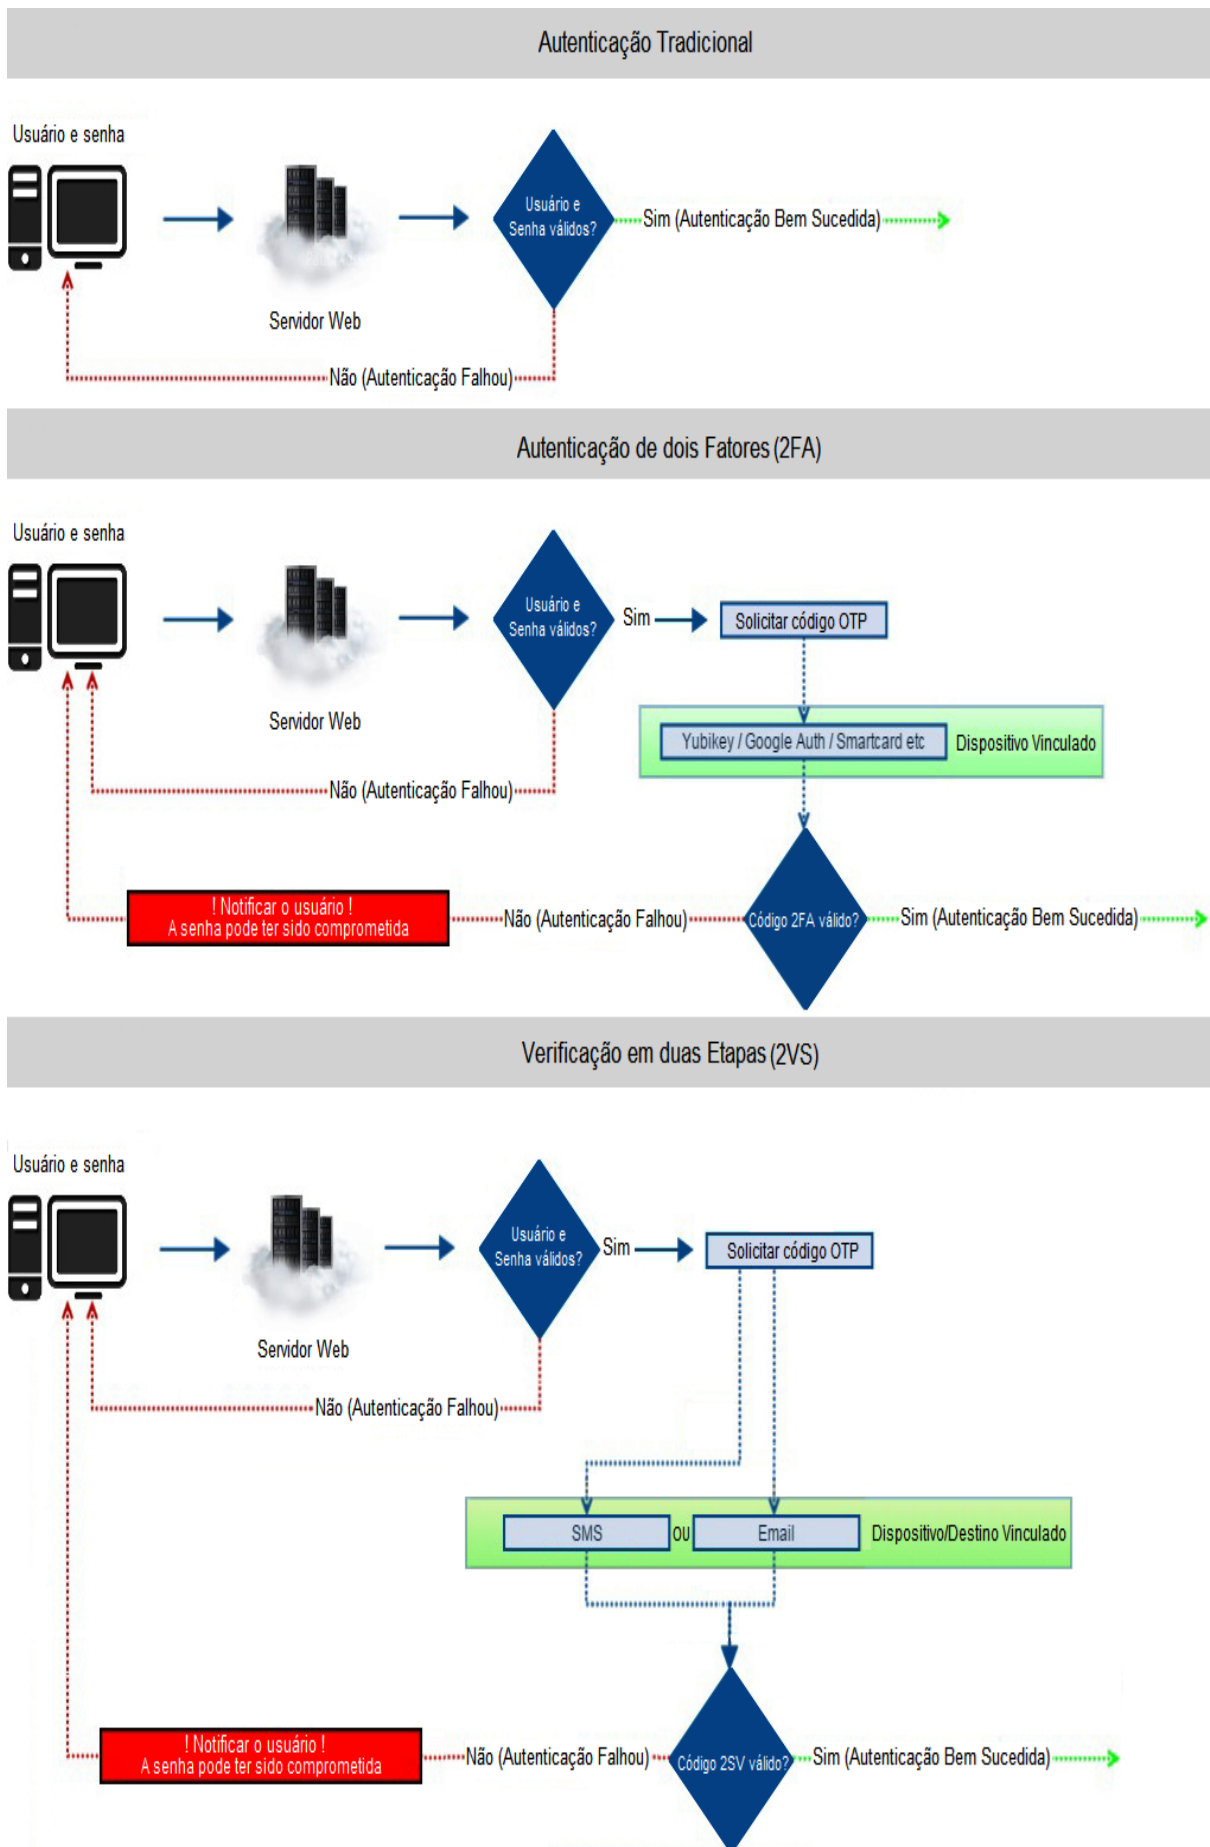 Autenticação Tradicional
Usuário e senha
Usuário e
Senha válidos?
Sim (Autenticação Bem Sucedida)
Servidor Web
Não (Autenticação Falhou)
Autenticação de dois Fatores (2FA)
Usuário e senha
Usuário e
Senha válidos?
Sim
Solicitar código OTP
Servidor Web
Yubikey / Google Auth / Smartcard etc
Dispositivo Vinculado
Não (Autenticação Falhou)
! Notificar o usuário !
A senha pode ter sido comprometida
Não (Autenticação Falhou)
Código 2FA válido?
Sim (Autenticação Bem Sucedida)
Verificação em duas Etapas (2VS)
Usuário e senha
Usuário e
Senha válidos?
Sim
Solicitar código OTP
Servidor Web
Não (Autenticação Falhou)
SMS
OU
Email
Dispositivo/Destino Vinculado
! Notificar o usuário !
A senha pode ter sido comprometida
Não (Autenticação Falhou)
Código 2SV válido?
Sim (Autenticação Bem Sucedida)